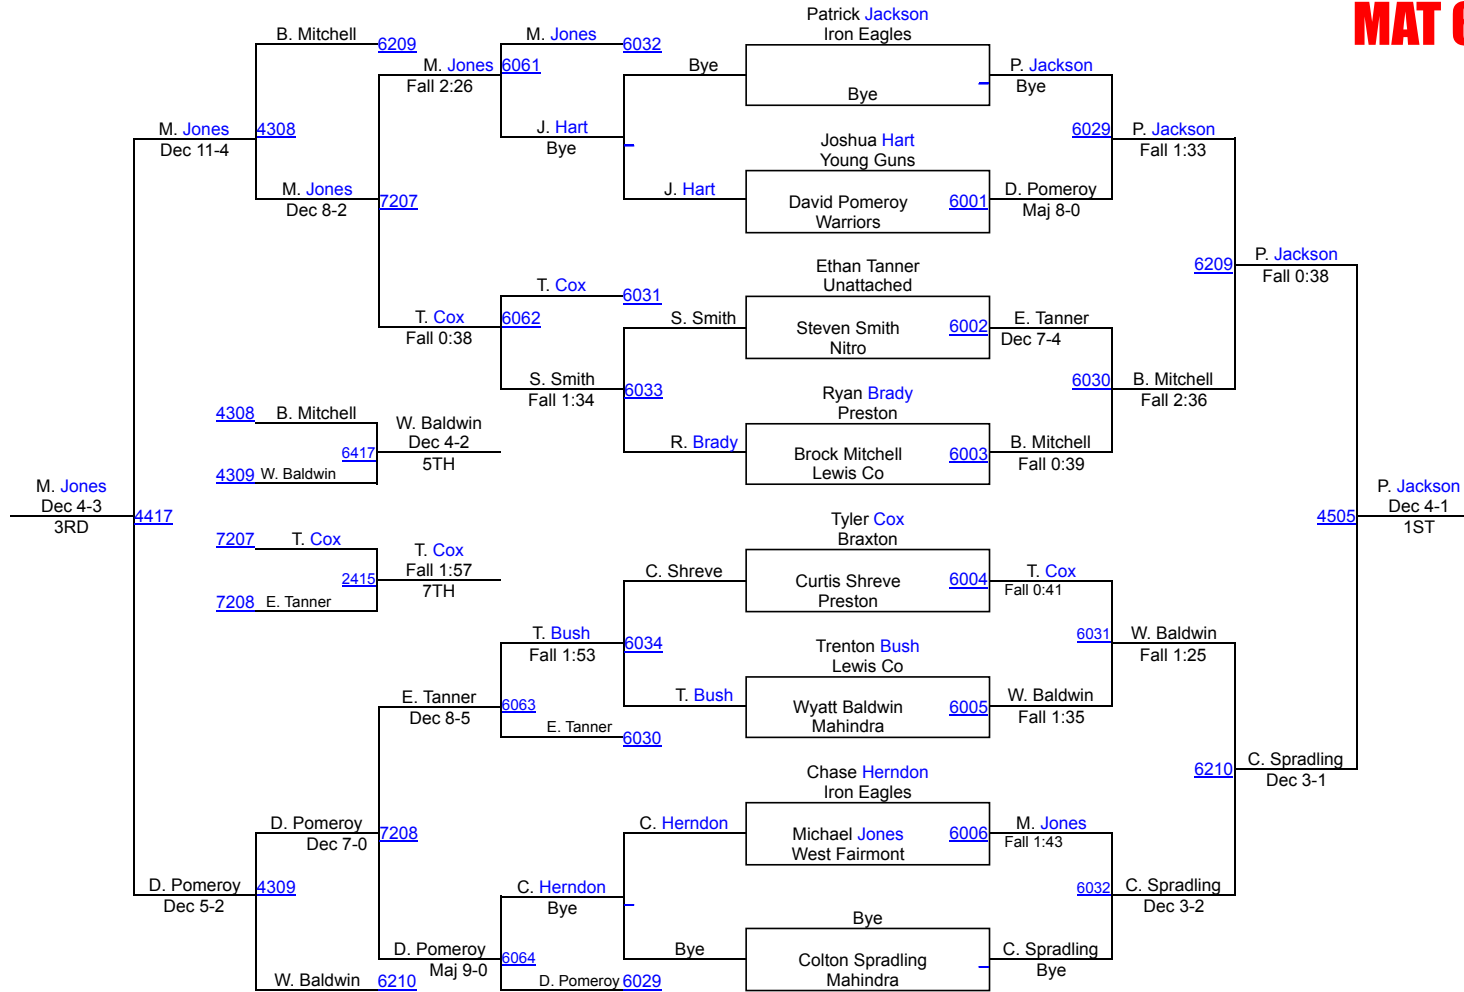 MAT 6
Patrick Jackson
Iron Eagles
Bye
Joshua Hart
Young Guns
David Pomeroy
Warriors
6001
Ethan Tanner
Unattached
Steven Smith
Nitro
6002
Ryan Brady
Preston
Brock Mitchell
Lewis Co
6003
Tyler Cox
Braxton
Curtis Shreve
Preston
6004
Trenton Bush
Lewis Co
Wyatt Baldwin
Mahindra
6005
Chase Herndon
Iron Eagles
Michael Jones
West Fairmont
6006
Bye
Colton Spradling
Mahindra
P. Jackson
Bye
6029
D. Pomeroy
Maj 8-0
E. Tanner
Dec 7-4
6030
B. Mitchell
Fall 0:39
T. Cox
Fall 0:41
6031
W. Baldwin
Fall 1:35
M. Jones
Fall 1:43
6032
C. Spradling
Bye
P. Jackson
Fall 1:33
6209
B. Mitchell
Fall 2:36
W. Baldwin
Fall 1:25
6210
C. Spradling
Dec 3-2
P. Jackson
Fall 0:38
4505
C. Spradling
Dec 3-1
P. Jackson
Dec 4-1
1ST
Bye
J. Hart
S. Smith
R. Brady
C. Shreve
T. Bush
C. Herndon
Bye
M. Jones
6032
J. Hart
Bye
T. Cox
6031
S. Smith
Fall 1:34
6033
T. Bush
Fall 1:53
6034
E. Tanner
6030
C. Herndon
Bye
D. Pomeroy
6029
M. Jones
Fall 2:26
6061
T. Cox
Fall 0:38
6062
E. Tanner
Dec 8-5
6063
D. Pomeroy
Maj 9-0
6064
B. Mitchell
6209
M. Jones
Dec 8-2
7207
D. Pomeroy
Dec 7-0
7208
W. Baldwin
6210
M. Jones
Dec 11-4
4308
D. Pomeroy
Dec 5-2
4309
M. Jones
Dec 4-3
3RD
4417
4308
B. Mitchell
4309
W. Baldwin
6417
W. Baldwin
Dec 4-2
5TH
7207
T. Cox
7208
E. Tanner
2415
T. Cox
Fall 1:57
7TH